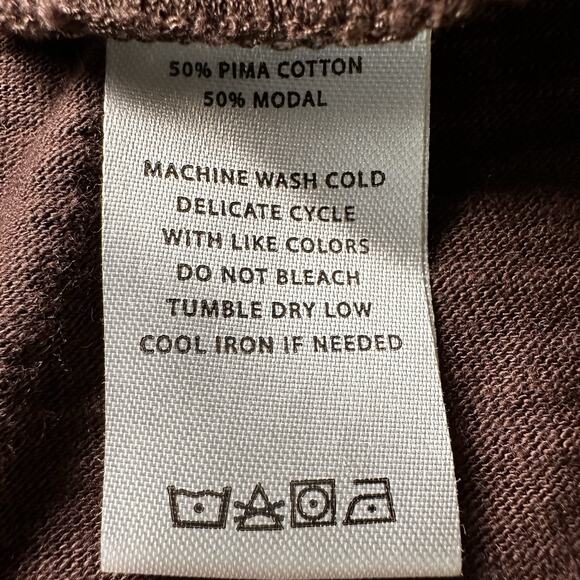 50% PIMA COTTON
50% MODAL
MACHINE WASH COLD
DELICATE CYCLE
WITH LIKE COLORS
DO NOT BLEACH
TUMBLE DRY LOW
COOL IRON IF NEEDED